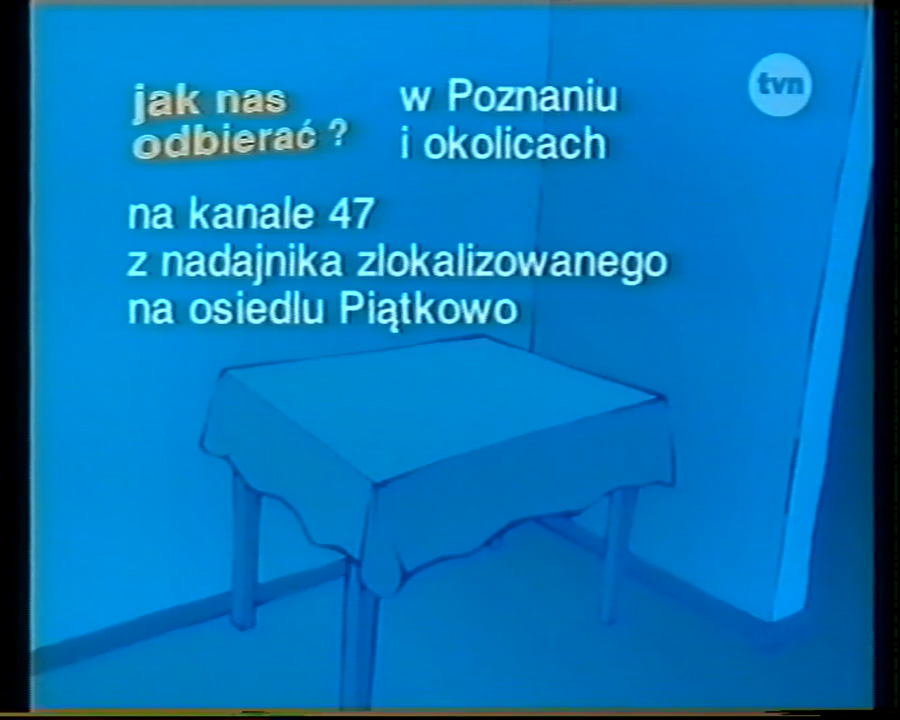 jak nas
odbierać ?
w Poznaniu
i okolicach
tvn
na kanale 47
z nadajnika zlokalizowanego
na osiedlu Piątkowo